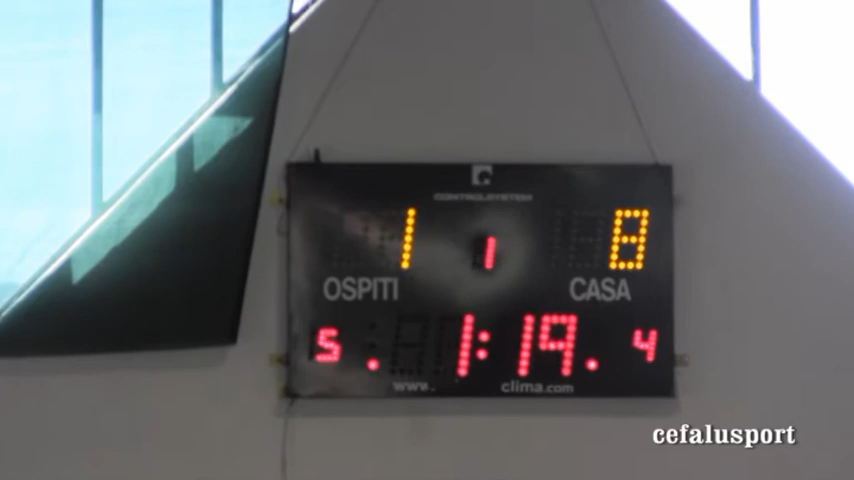 CONTROLSYSTEM
1 1 8
OSPITI CASA
5. 1:19. 4
www. clima.com
cefalusport